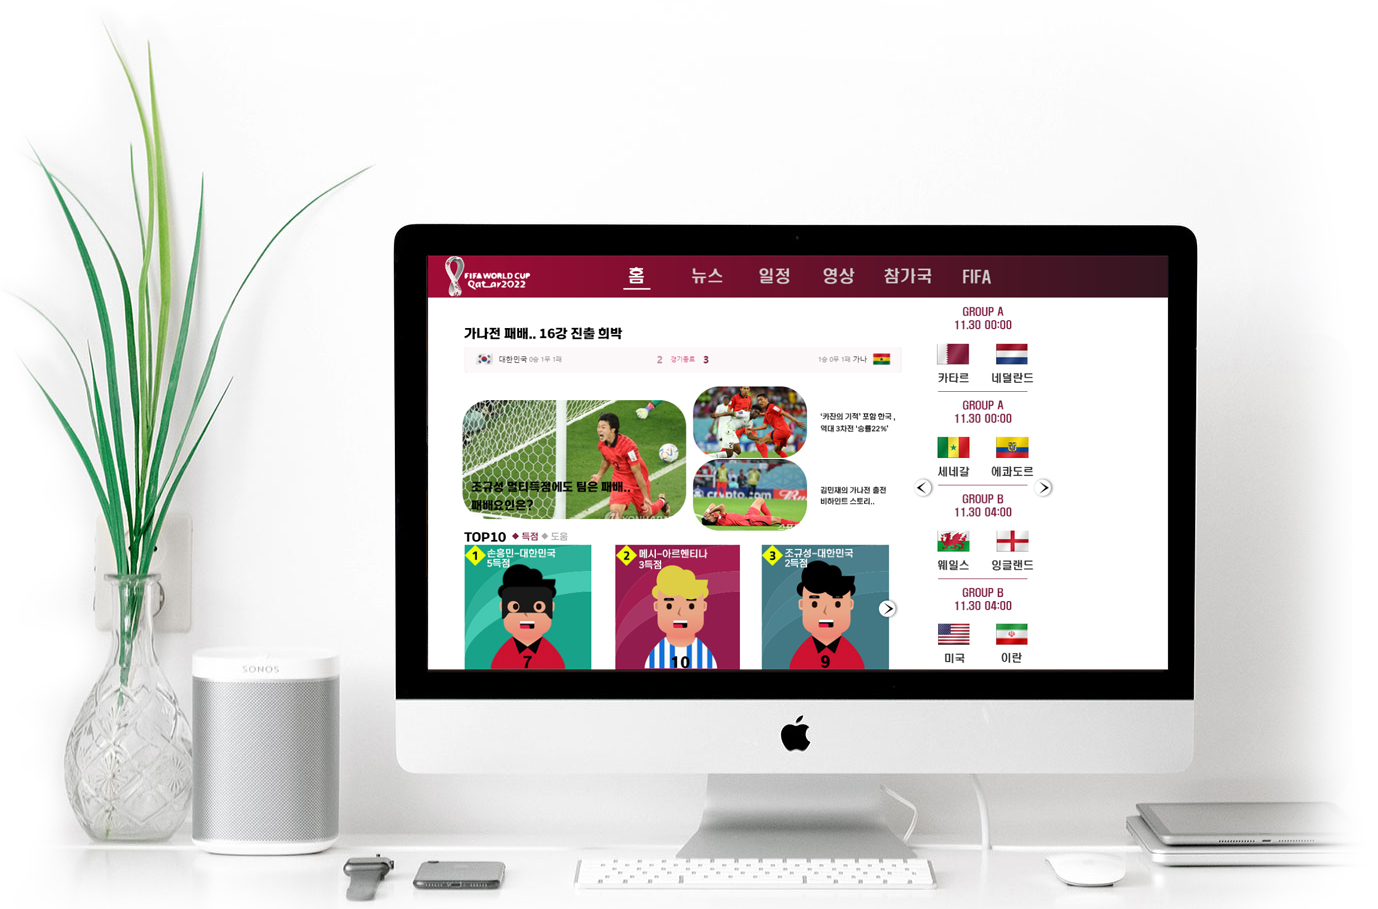 FIFA WORLD CUP
Qatar2022
홈 뉴스 일정 영상 참가국 FIFA
가나전 패배.. 16강 진출 희박
대한민국 0승 1무 1패 2 경기종료 3 1승 0무 1패 가나
조규성 멀티득점에도 팀은 패배..
패배요인은?
crypto.com
'카잔의 기적' 포함 한국 ,
역대 3차전 '승률22%'
김민재의 가나전 출전
비하인드 스토리..
TOP10 ◆ 득점 ◆ 도움
1 손흥민-대한민국
5득점
7
2 메시-아르헨티나
3득점
10
3 조규성-대한민국
2득점
9
GROUP A
11.30 00:00
카타르 네덜란드
GROUP A
11.30 00:00
세네갈 에콰도르
GROUP B
11.30 04:00
웨일스 잉글랜드
GROUP B
11.30 04:00
미국 이란
SONOS